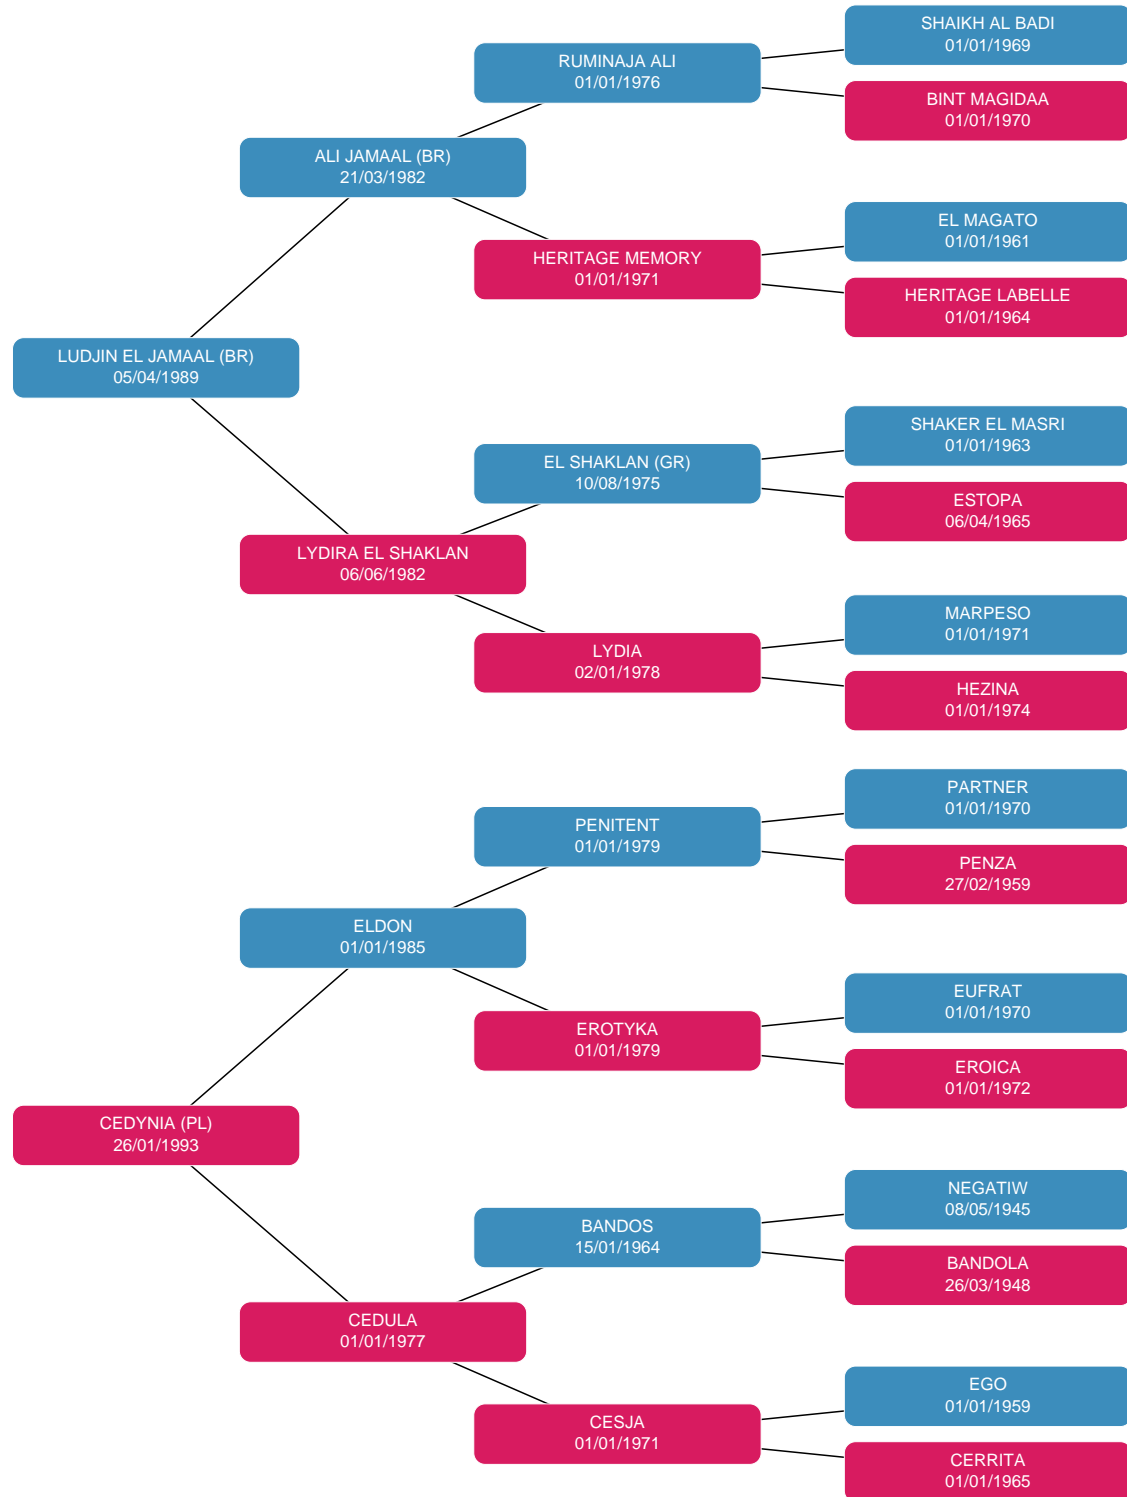 SHAIKH AL BADI
01/01/1969
RUMINAJA ALI
01/01/1976
BINT MAGIDAA
01/01/1970
ALI JAMAAL (BR)
21/03/1982
EL MAGATO
01/01/1961
HERITAGE MEMORY
01/01/1971
HERITAGE LABELLE
01/01/1964
LUDJIN EL JAMAAL (BR)
05/04/1989
SHAKER EL MASRI
01/01/1963
EL SHAKLAN (GR)
10/08/1975
ESTOPA
06/04/1965
LYDIRA EL SHAKLAN
06/06/1982
MARPESO
01/01/1971
LYDIA
02/01/1978
HEZINA
01/01/1974
PARTNER
01/01/1970
PENITENT
01/01/1979
PENZA
27/02/1959
ELDON
01/01/1985
EUFRAT
01/01/1970
EROTYKA
01/01/1979
EROICA
01/01/1972
CEDYNIA (PL)
26/01/1993
NEGATIW
08/05/1945
BANDOS
15/01/1964
BANDOLA
26/03/1948
CEDULA
01/01/1977
EGO
01/01/1959
CESJA
01/01/1971
CERRITA
01/01/1965